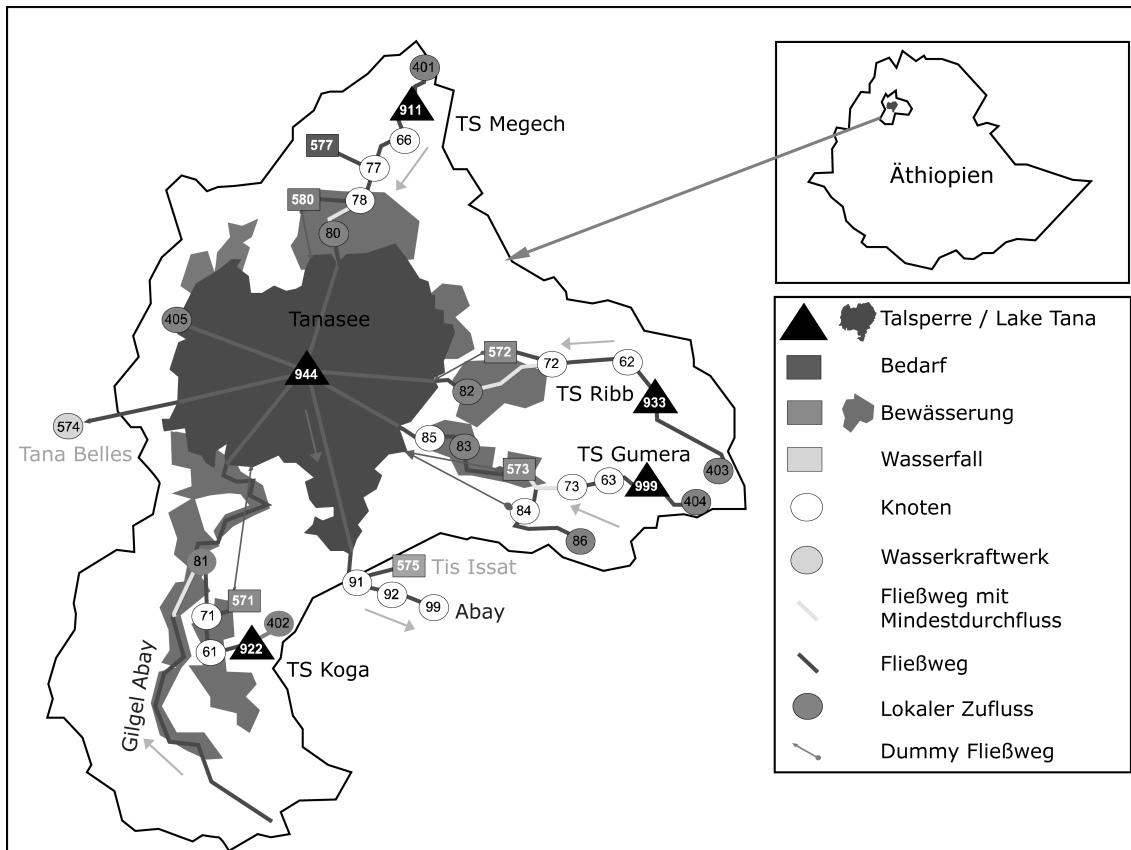 401
911
TS Megech
66
577
77
580
78
80
Äthiopien
405
Tanasee
944
572
72
62
82
TS Ribb
933
574
Tana Belles
85
83
TS Gumera
403
573
73
63
999
404
84
86
81
575
Tis Issat
91
92
99
Abay
571
71
402
61
922
TS Koga
Gilgel Abay
Talsperre / Lake Tana
Bedarf
Bewässerung
Wasserfall
Knoten
Wasserkraftwerk
Fließweg mit
Mindestdurchfluss
Fließweg
Lokaler Zufluss
Dummy Fließweg